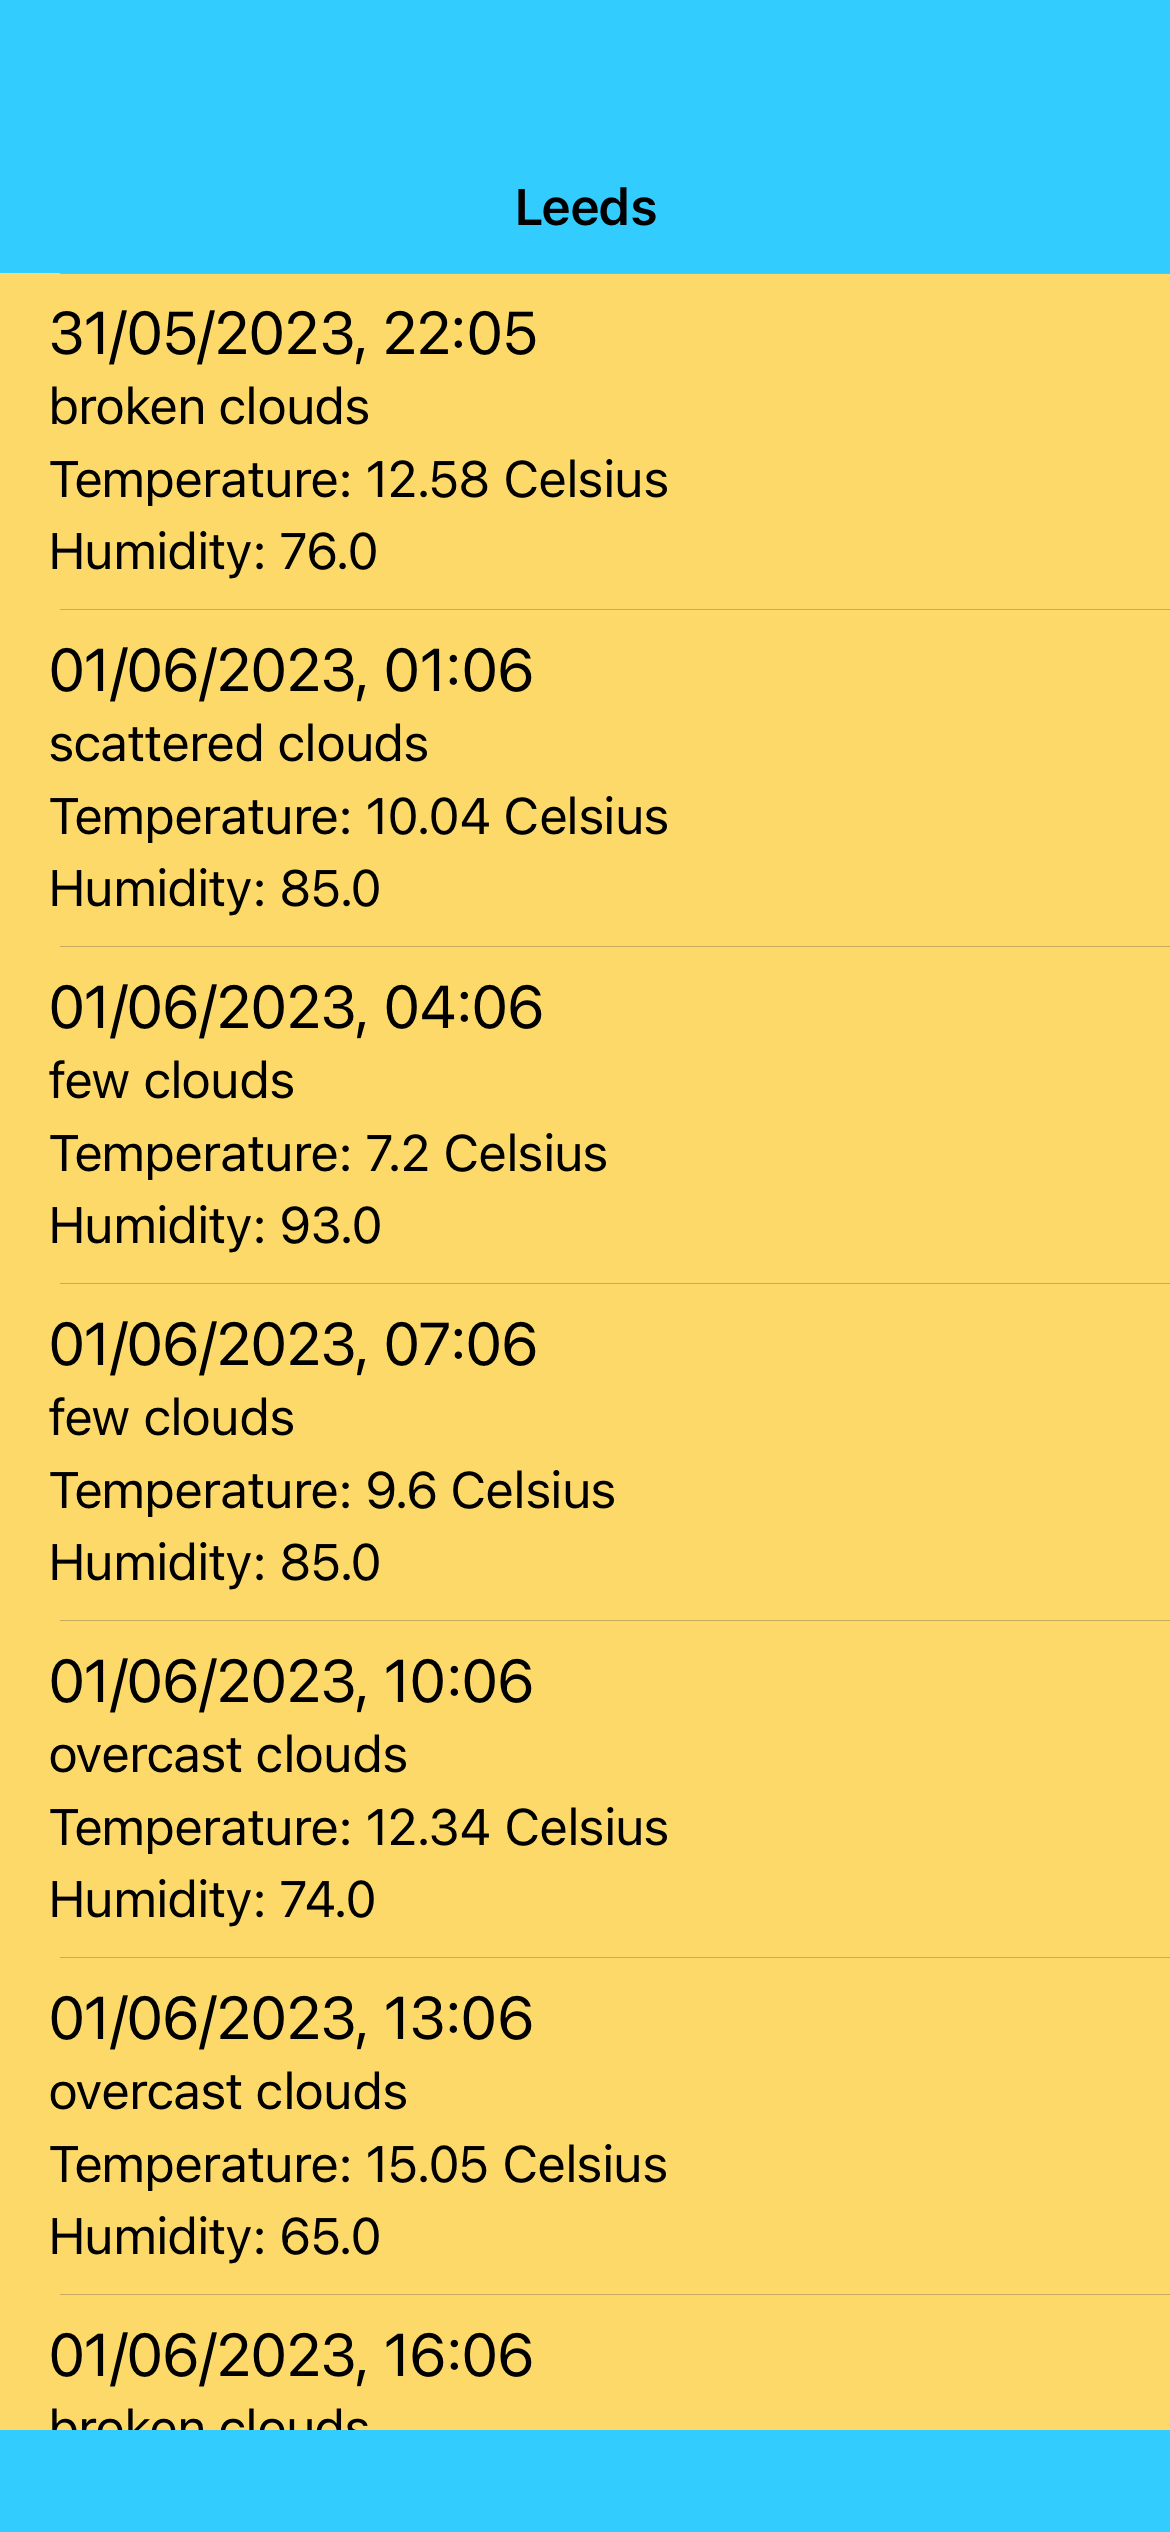 Leeds
31/05/2023, 22:05
broken clouds
Temperature: 12.58 Celsius
Humidity: 76.0
01/06/2023, 01:06
scattered clouds
Temperature: 10.04 Celsius
Humidity: 85.0
01/06/2023, 04:06
few clouds
Temperature: 7.2 Celsius
Humidity: 93.0
01/06/2023, 07:06
few clouds
Temperature: 9.6 Celsius
Humidity: 85.0
01/06/2023, 10:06
overcast clouds
Temperature: 12.34 Celsius
Humidity: 74.0
01/06/2023, 13:06
overcast clouds
Temperature: 15.05 Celsius
Humidity: 65.0
01/06/2023, 16:06
broken clouds